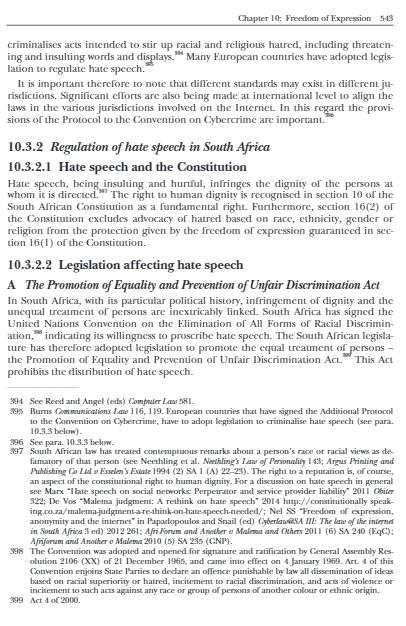 Chapter 10: Freedom of Expression 543
criminalises acts intended to stir up racial and religious hatred, including threaten-
ing and insulting words and displays.394 Many European countries have adopted legis-
lation to regulate hate speech.395
It is important therefore to note that different standards may exist in different ju-
risdictions. Significant efforts are also being made at international level to align the
laws in the various jurisdictions involved on the Internet. In this regard the provi-
sions of the Protocol to the Convention on Cybercrime are important.396
10.3.2 Regulation of hate speech in South Africa
10.3.2.1 Hate speech and the Constitution
Hate speech, being insulting and hurtful, infringes the dignity of the persons at
whom it is directed.397 The right to human dignity is recognised in section 10 of the
South African Constitution as a fundamental right. Furthermore, section 16(2) of
the Constitution excludes advocacy of hatred based on race, ethnicity, gender or
religion from the protection given by the freedom of expression guaranteed in sec-
tion 16(1) of the Constitution.
10.3.2.2 Legislation affecting hate speech
A The Promotion of Equality and Prevention of Unfair Discrimination Act
In South Africa, with its particular political history, infringement of dignity and the
unequal treatment of persons are inextricably linked. South Africa has signed the
United Nations Convention on the Elimination of All Forms of Racial Discrimin-
ation,398 indicating its willingness to proscribe hate speech. The South African legisla-
ture has therefore adopted legislation to promote the equal treatment of persons –
the Promotion of Equality and Prevention of Unfair Discrimination Act.399 This Act
prohibits the distribution of hate speech.
394 See Reed and Angel (eds) Computer Law 581.
395 Burns Communications Law 116, 119. European countries that have signed the Additional Protocol
to the Convention on Cybercrime, have to adopt legislation to criminalise hate speech (see para.
10.3.3 below).
396 See para. 10.3.3 below.
397 South African law has treated contemptuous remarks about a person's race or racial views as de-
famatory of that person (see Neethling et al. Neethling's Law of Personality 143; Argus Printing and
Publishing Co Ltd v Esselen's Estate 1994 (2) SA 1 (A) 22–23). The right to a reputation is, of course,
an aspect of the constitutional right to human dignity. For a discussion on hate speech in general
see Marx "Hate speech on social networks: Perpetrator and service provider liability" 2011 Obiter
322; De Vos "Malema judgment: A rethink on hate speech" 2014 http://constitutionally speak-
ing.co.za/malema-judgment-a-re-think-on-hate-speech-needed/; Nel SS "Freedom of expression,
anonymity and the internet" in Papadopoulos and Snail (ed) Cyberlaw@SA III: The law of the internet
in South Africa 3 ed) 2012 261; Afri-Forum and Another v Malema and Others 2011 (6) SA 240 (EqC);
Afriforum and Another v Malema 2010 (5) SA 235 (GNP).
398 The Convention was adopted and opened for signature and ratification by General Assembly Res-
olution 2106 (XX) of 21 December 1965, and came into effect on 4 January 1969. Art. 4 of this
Convention enjoins State Parties to declare an offence punishable by law all dissemination of ideas
based on racial superiority or hatred, incitement to racial discrimination, and acts of violence or
incitement to such acts against any race or group of persons of another colour or ethnic origin.
399 Act 4 of 2000.